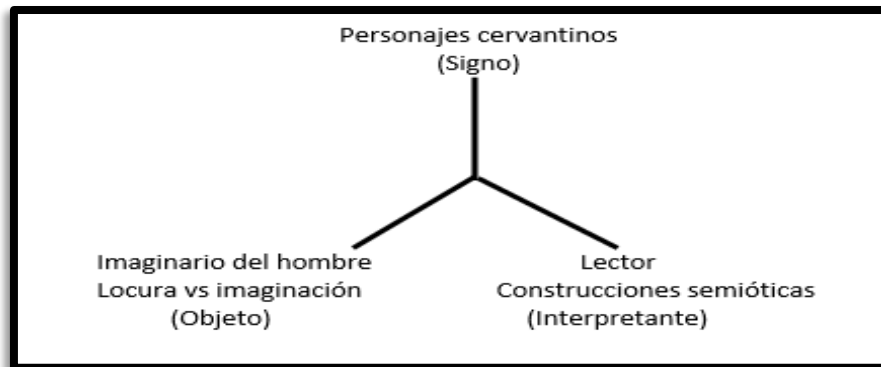 Personajes cervantinos
(Signo)
Imaginario del hombre
Locura vs imaginación
(Objeto)
Lector
Construcciones semióticas
(Interpretante)